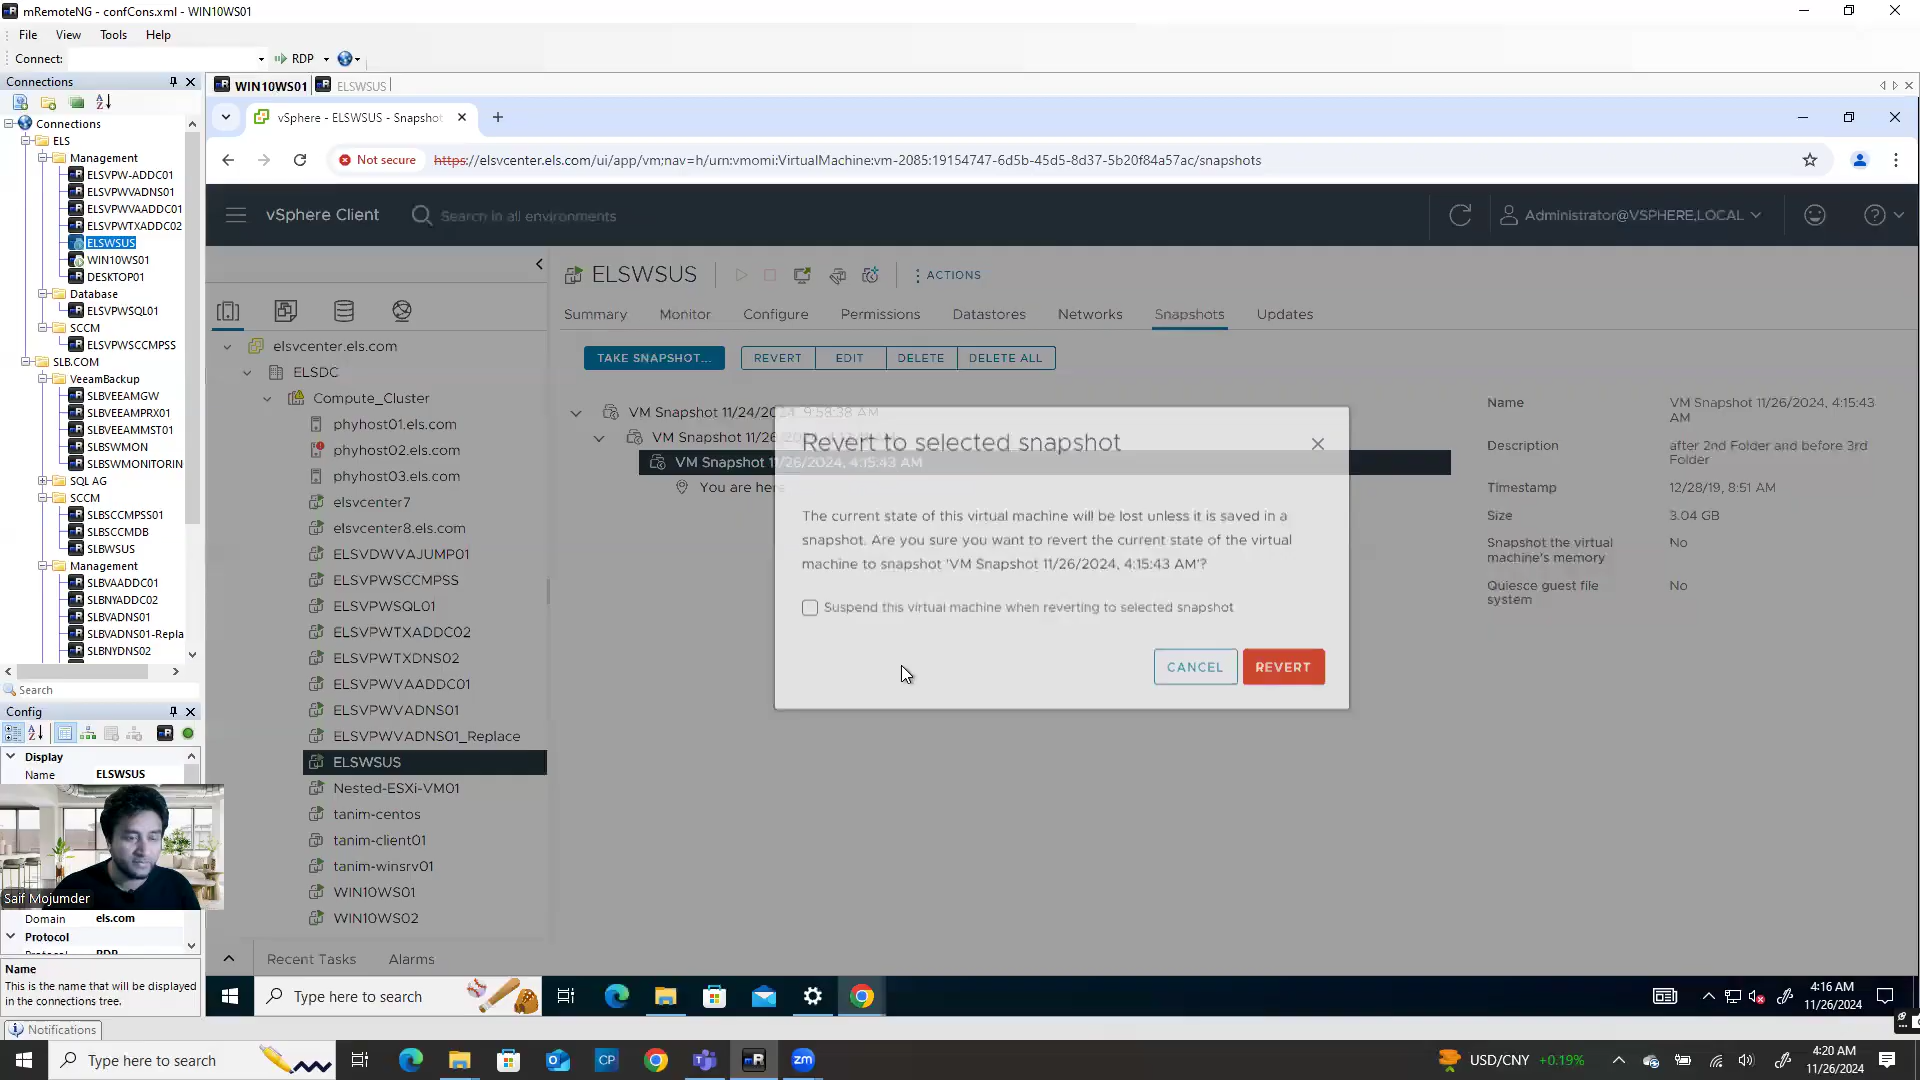 mRemoteNG - confCons.xml - WIN10WS01
File View Tools Help
Connect: RDP
Connections
WIN10WS01 ELSWSUS
vSphere - ELSWSUS - Snapshot
Not secure https://elsvcenter.els.com/ui/app/vm;nav=h/urn:vmomi:VirtualMachine:vm-2085:19154747-6d5b-45d5-8d37-5b20f84a57ac/snapshots
vSphere Client Search in all environments Administrator@VSPHERE.LOCAL
Connections
ELS
Management
ELSVPW-ADDC01
ELSVPWVADNS01
ELSVPWVAADDC01
ELSVPWTXADDC02
ELSWSUS
WIN10WS01
DESKTOP01
Database
ELSVPWSQL01
SCCM
ELSVPWSCCMPSS
SLB.COM
VeeamBackup
SLBVEEAMGW
SLBVEEAMPRX01
SLBVEEAMMST01
SLBSWMON
SLBSWMONITORIN
SQL AG
SCCM
SLBSCCMPSS01
SLBSCCMDB
SLBWSUS
Management
SLBVAADDC01
SLBNYADDC02
SLBVADNS01
SLBVADNS01-Repla
SLBNYDNS02
Search
Config
Display
Name ELSWSUS
Saif Mojumder
Domain els.com
Protocol
Name
This is the name that will be displayed
in the connections tree.
Notifications
elsvcenter.els.com
ELSDC
Compute_Cluster
phyhost01.els.com
phyhost02.els.com
phyhost03.els.com
elsvcenter7
elsvcenter8.els.com
ELSVDWVAJUMP01
ELSVPWSCCMPSS
ELSVPWSQL01
ELSVPWTXADDC02
ELSVPWTXDNS02
ELSVPWVAADDC01
ELSVPWVADNS01
ELSVPWVADNS01_Replace
ELSWSUS
Nested-ESXi-VM01
tanim-centos
tanim-client01
tanim-winsrv01
WIN10WS01
WIN10WS02
Recent Tasks Alarms
ELSWSUS ACTIONS
Summary Monitor Configure Permissions Datastores Networks Snapshots Updates
TAKE SNAPSHOT... REVERT EDIT DELETE DELETE ALL
VM Snapshot 11/24/2024, 9:58:38 AM
VM Snapshot 11/26
VM Snapshot 11/26/2024, 4:15:43 AM
You are here
Revert to selected snapshot
The current state of this virtual machine will be lost unless it is saved in a
snapshot. Are you sure you want to revert the current state of the virtual
machine to snapshot 'VM Snapshot 11/26/2024, 4:15:43 AM'?
Suspend this virtual machine when reverting to selected snapshot
CANCEL REVERT
Name VM Snapshot 11/26/2024, 4:15:43
AM
Description after 2nd Folder and before 3rd
Folder
Timestamp 12/28/19, 8:51 AM
Size 3.04 GB
Snapshot the virtual No
machine's memory
Quiesce guest file No
system
Type here to search 4:16 AM
11/26/2024
Type here to search USD/CNY +0.19% 4:20 AM
11/26/2024